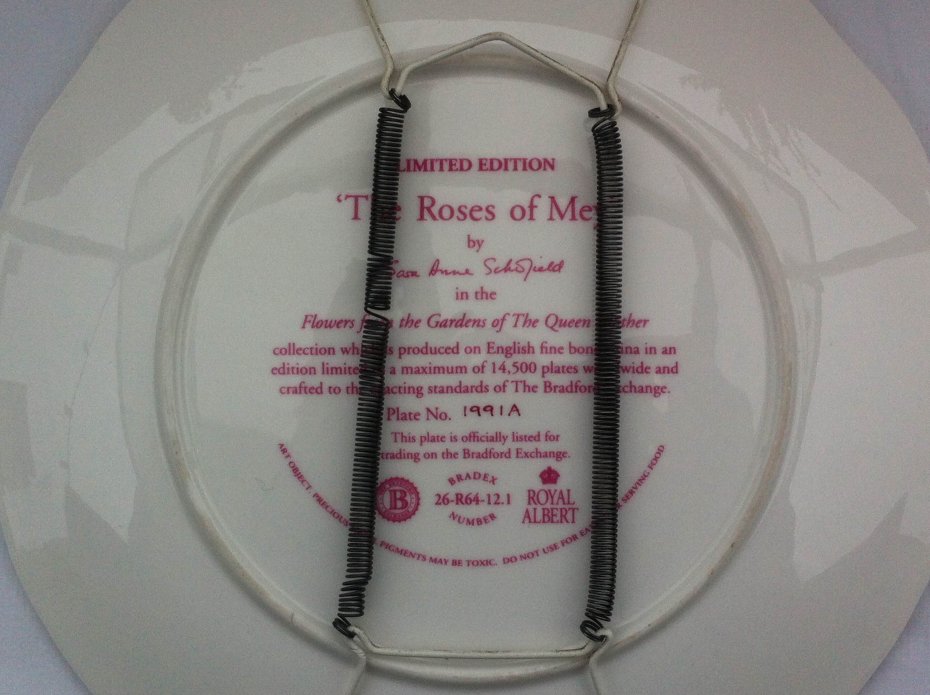 LIMITED EDITION
'The Roses of Mey'
by
Sara Anne Schofield
in the
Flowers from the Gardens of The Queen Mother
collection which is produced on English fine bone china in an
edition limited to a maximum of 14,500 plates worldwide and
crafted to the exacting standards of The Bradford Exchange.
Plate No. 1991A
This plate is officially listed for
trading on the Bradford Exchange.
B
BRADEX
26-R64-12.1
NUMBER
ROYAL
ALBERT
ART OBJECT. PRECIOUS PIGMENTS MAY BE TOXIC. DO NOT USE FOR SERVING FOOD